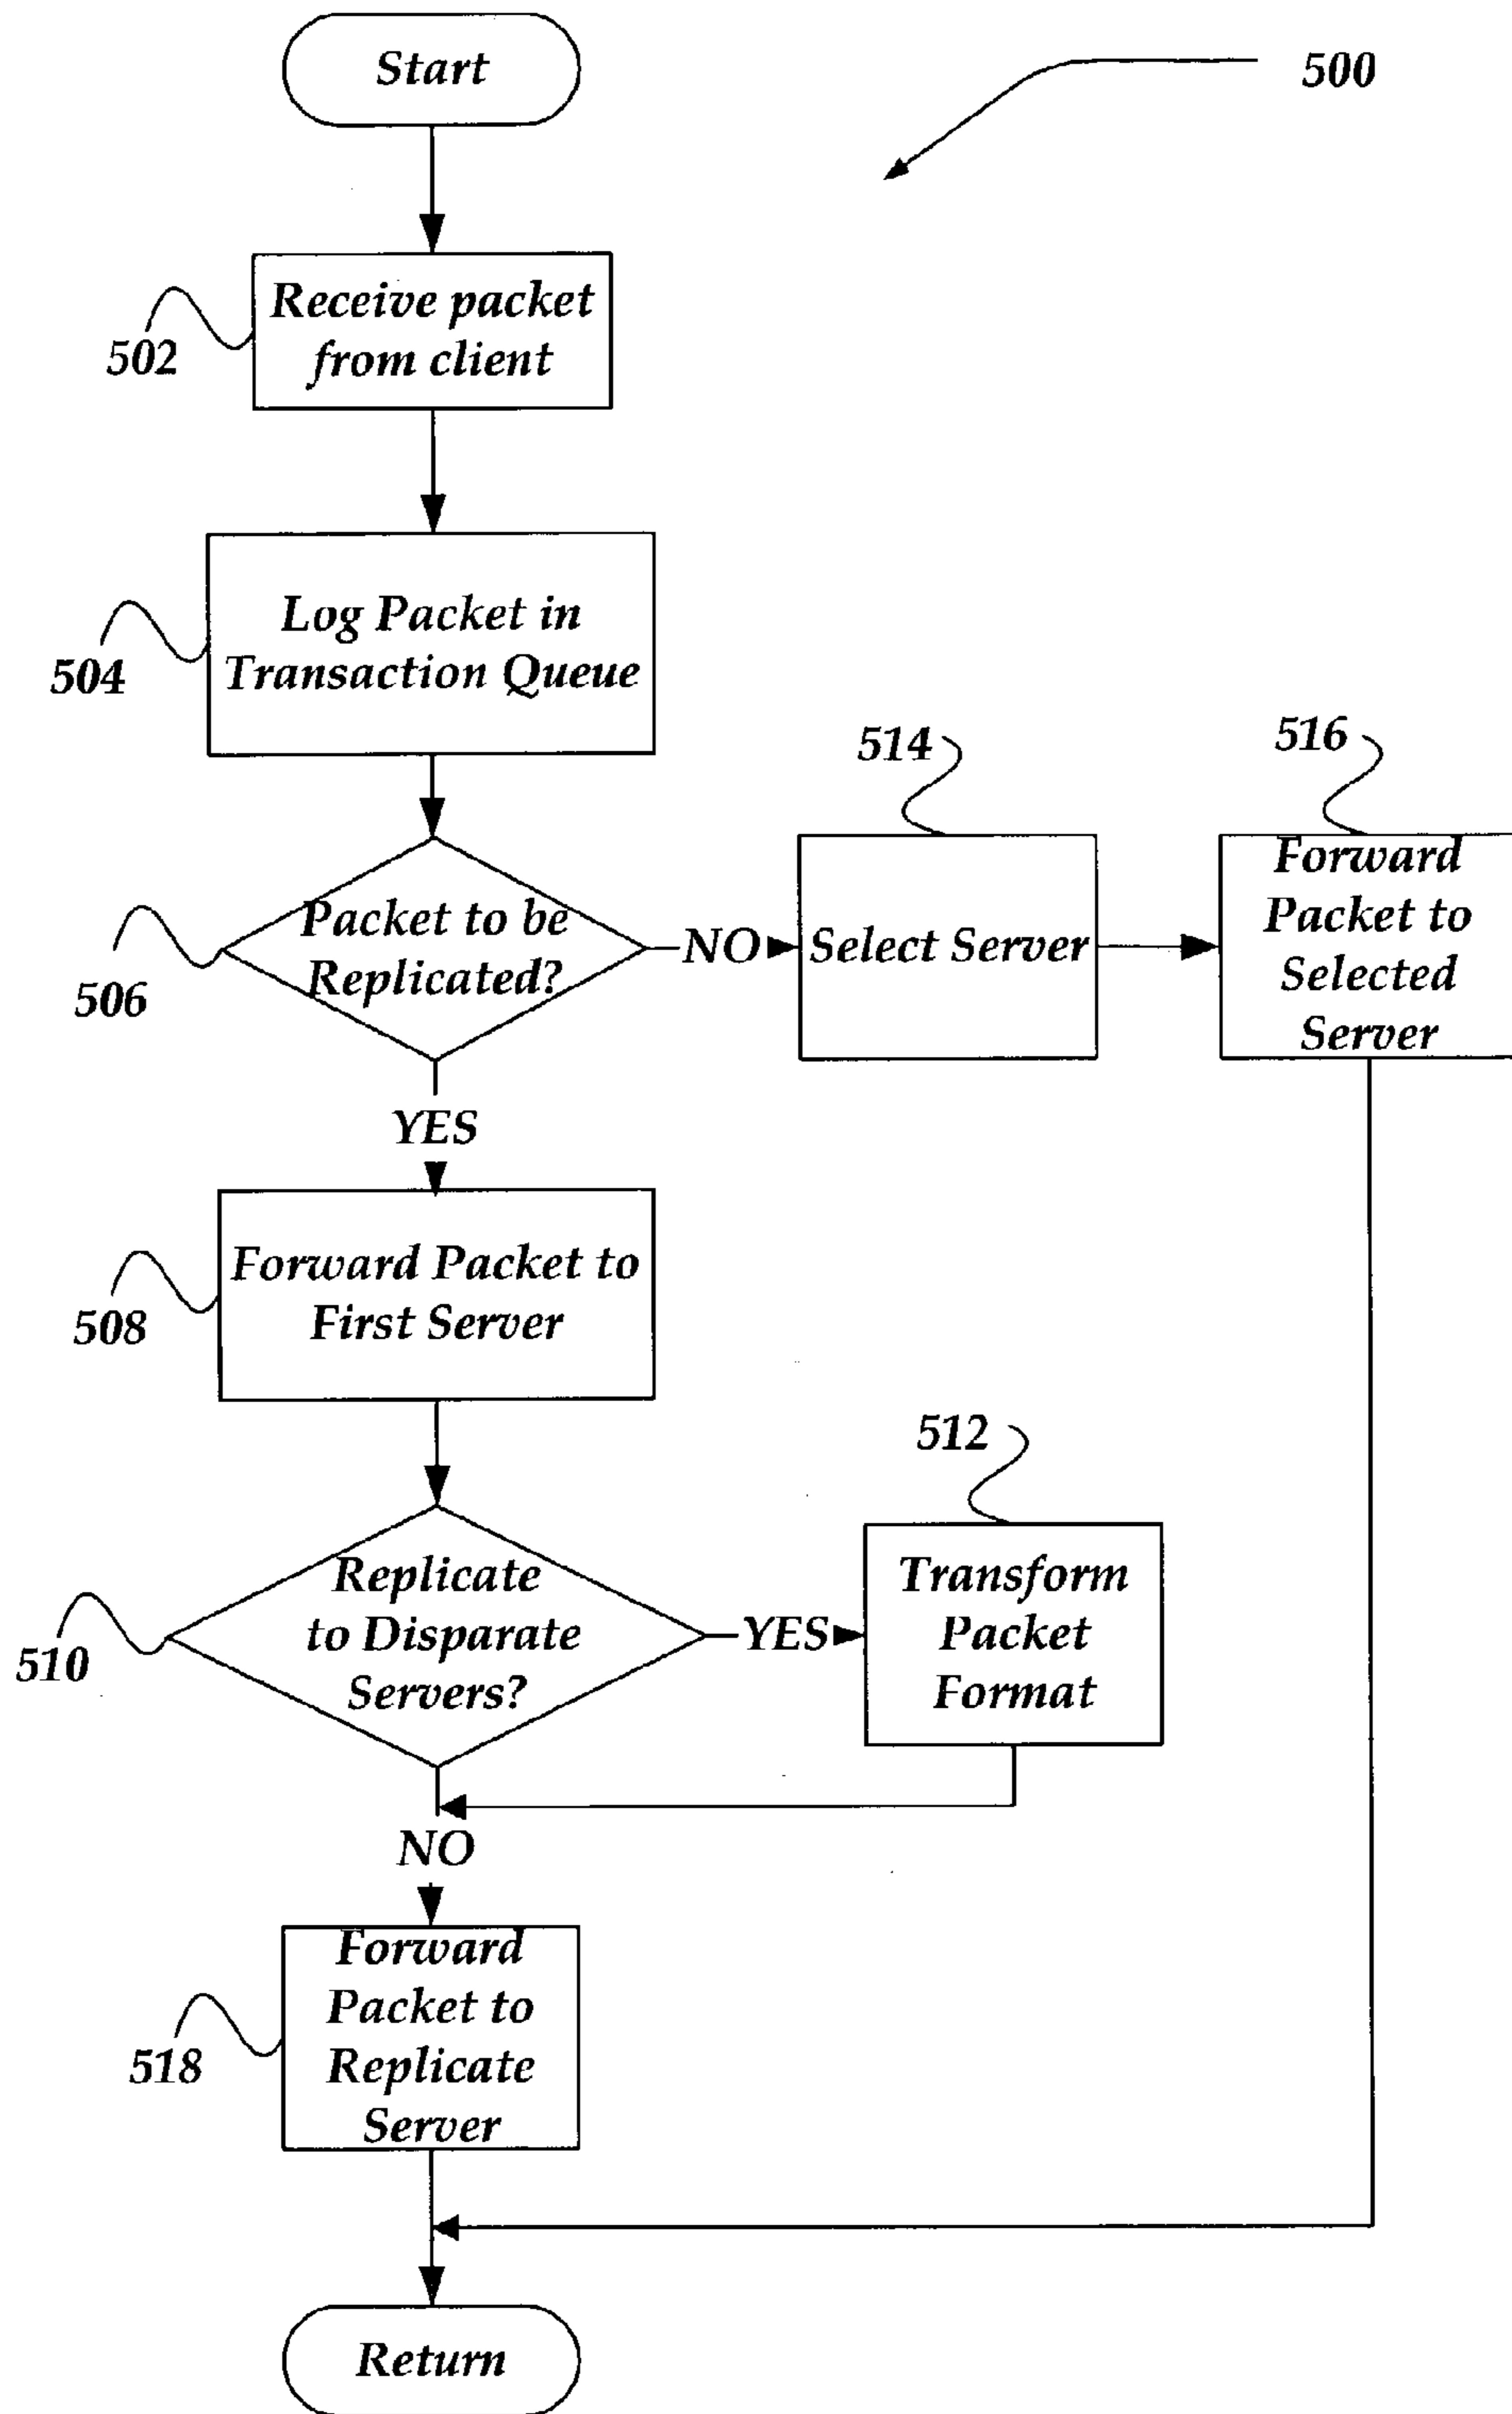 Start
500
Receive packet
from client
502
Log Packet in
Transaction Queue
504
514
516
Packet to be
Replicated?
506
NO
Select Server
Forward
Packet to
Selected
Server
YES
Forward Packet to
First Server
508
512
Replicate
to Disparate
Servers?
510
YES
Transform
Packet
Format
NO
Forward
Packet to
Replicate
Server
518
Return